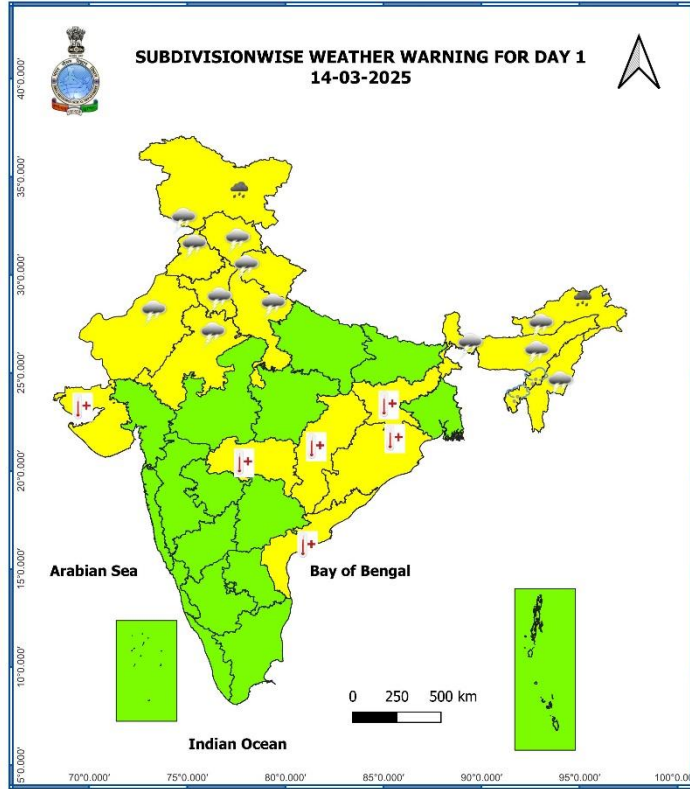 SUBDIVISIONWISE WEATHER WARNING FOR DAY 1
14-03-2025
40°0.000'
35°0.000'
30°0.000'
25°0.000'
20°0.000'
15°0.000'
10°0.000'
5°0.000'
Arabian Sea
Bay of Bengal
0 250 500 km
Indian Ocean
70°0.000' 75°0.000' 80°0.000' 85°0.000' 90°0.000' 95°0.000' 100°0.000'